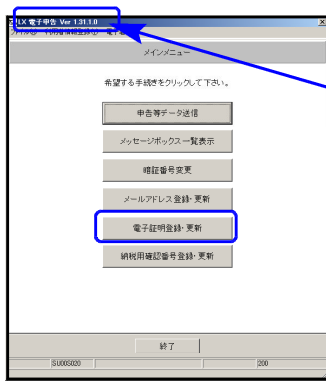 LX 電子申告 Ver 1.31.1.0
メインメニュー
希望する手続きをクリックして下さい。
申告等データ送信
メッセージボックス一覧表示
暗証番号変更
メールアドレス登録・更新
電子証明登録・更新
納税用確認番号登録・更新
終了
SU00S020
200